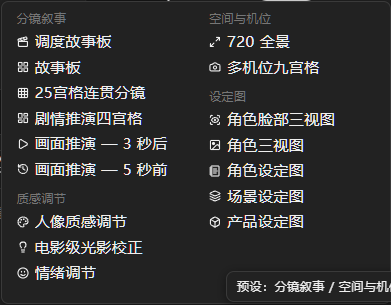 分镜叙事
调度故事板
故事板
25宫格连贯分镜
剧情推演四宫格
画面推演 — 3 秒后
画面推演 — 5 秒前
质感调节
人像质感调节
电影级光影校正
情绪调节
空间与机位
720 全景
多机位九宫格
设定图
角色脸部三视图
角色三视图
角色设定图
场景设定图
产品设定图
预设：分镜叙事 / 空间与机位